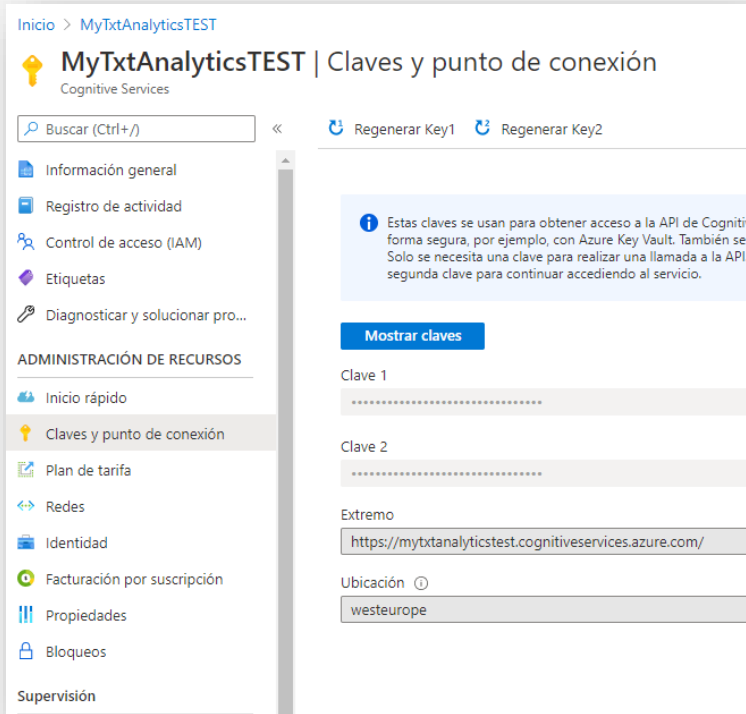 Inicio > MyTxtAnalyticsTEST
MyTxtAnalyticsTEST | Claves y punto de conexión
Cognitive Services
Buscar (Ctrl+/)
«
Información general
Registro de actividad
Control de acceso (IAM)
Etiquetas
Diagnosticar y solucionar pro...
ADMINISTRACIÓN DE RECURSOS
Inicio rápido
Claves y punto de conexión
Plan de tarifa
Redes
Identidad
Facturación por suscripción
Propiedades
Bloqueos
Supervisión
Regenerar Key1
Regenerar Key2
Estas claves se usan para obtener acceso a la API de Cogniti
forma segura, por ejemplo, con Azure Key Vault. También se
Solo se necesita una clave para realizar una llamada a la API
segunda clave para continuar accediendo al servicio.
Mostrar claves
Clave 1
Clave 2
Extremo
https://mytxtanalyticstest.cognitiveservices.azure.com/
Ubicación
westeurope